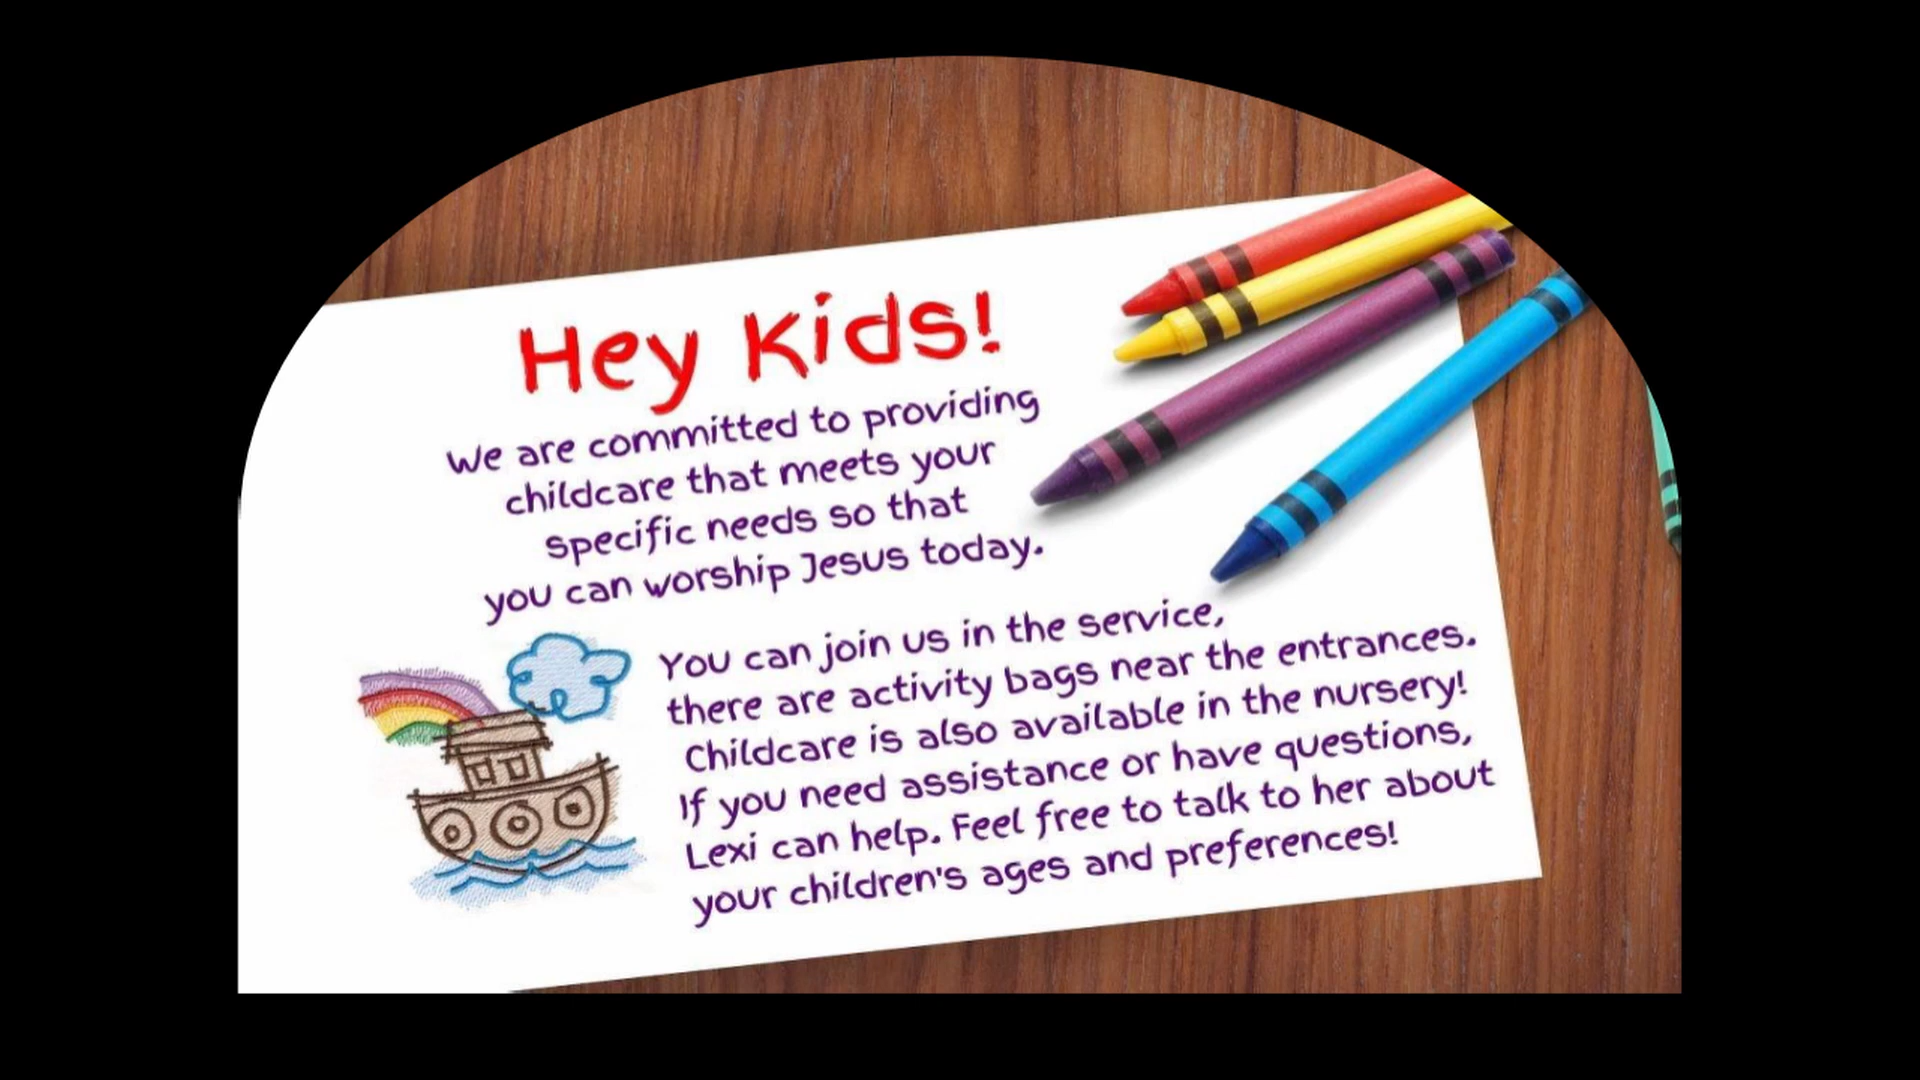 Hey Kids!
We are committed to providing
childcare that meets your
specific needs so that
you can worship Jesus today.
You can join us in the service,
there are activity bags near the entrances.
Childcare is also available in the nursery!
If you need assistance or have questions,
Lexi can help. Feel free to talk to her about
your children's ages and preferences!